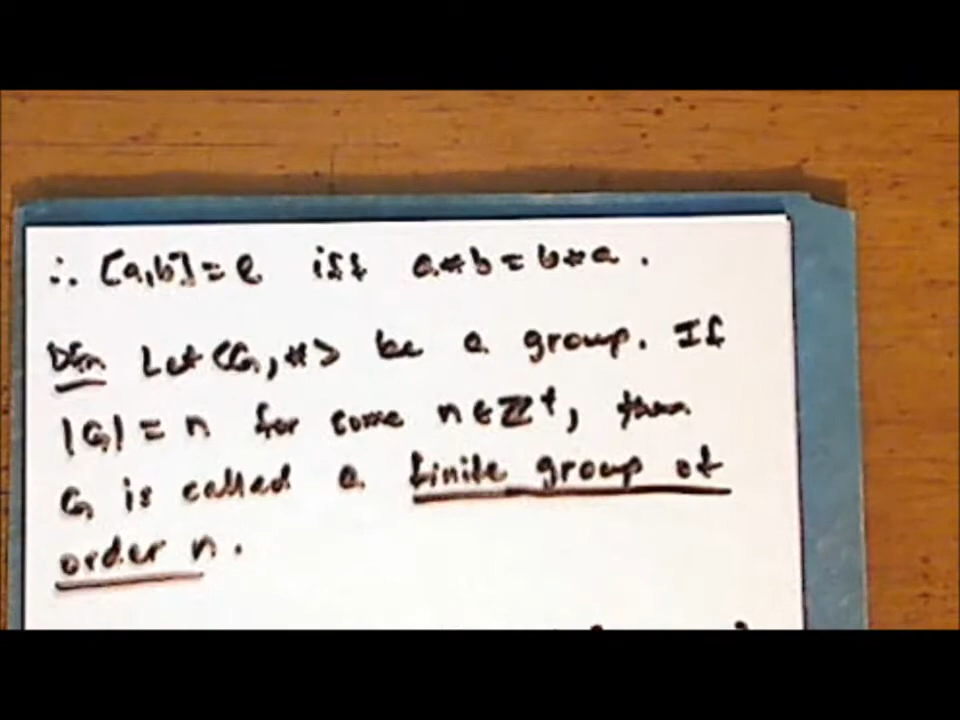 ∴ [a,b]=e iff a*b=b*a.
Dfn Let <G,*> be a group. If
|G|=n for some n∈ℤ⁺, then
G is called a finite group of
order n.